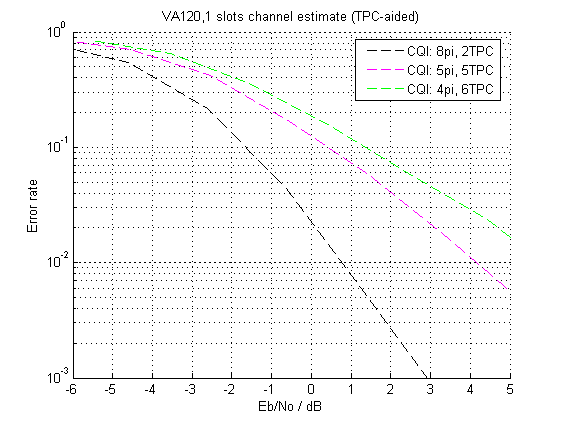 VA120,1 slots channel estimate (TPC-aided)
10^0
CQI: 8pi, 2TPC
CQI: 5pi, 5TPC
CQI: 4pi, 6TPC
10^-1
Error rate
10^-2
10^-3
-6 -5 -4 -3 -2 -1 0 1 2 3 4 5
Eb/No / dB